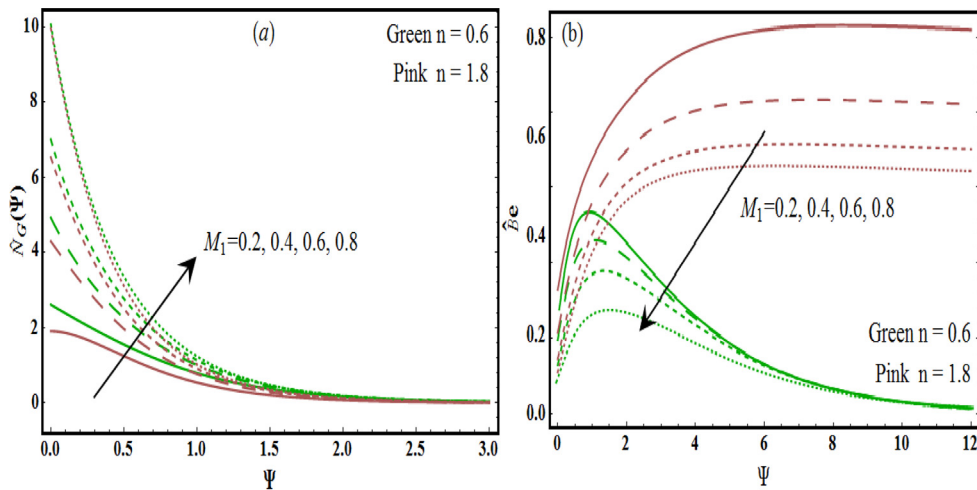 (a)
Green n = 0.6
Pink n = 1.8
M₁=0.2, 0.4, 0.6, 0.8
10
8
6
4
2
0
N̂_G(Ψ)
0.0 0.5 1.0 1.5 2.0 2.5 3.0
Ψ
(b)
M₁=0.2, 0.4, 0.6, 0.8
Green n = 0.6
Pink n = 1.8
0.8
0.6
0.4
0.2
0.0
B̂e
0 2 4 6 8 10 12
Ψ